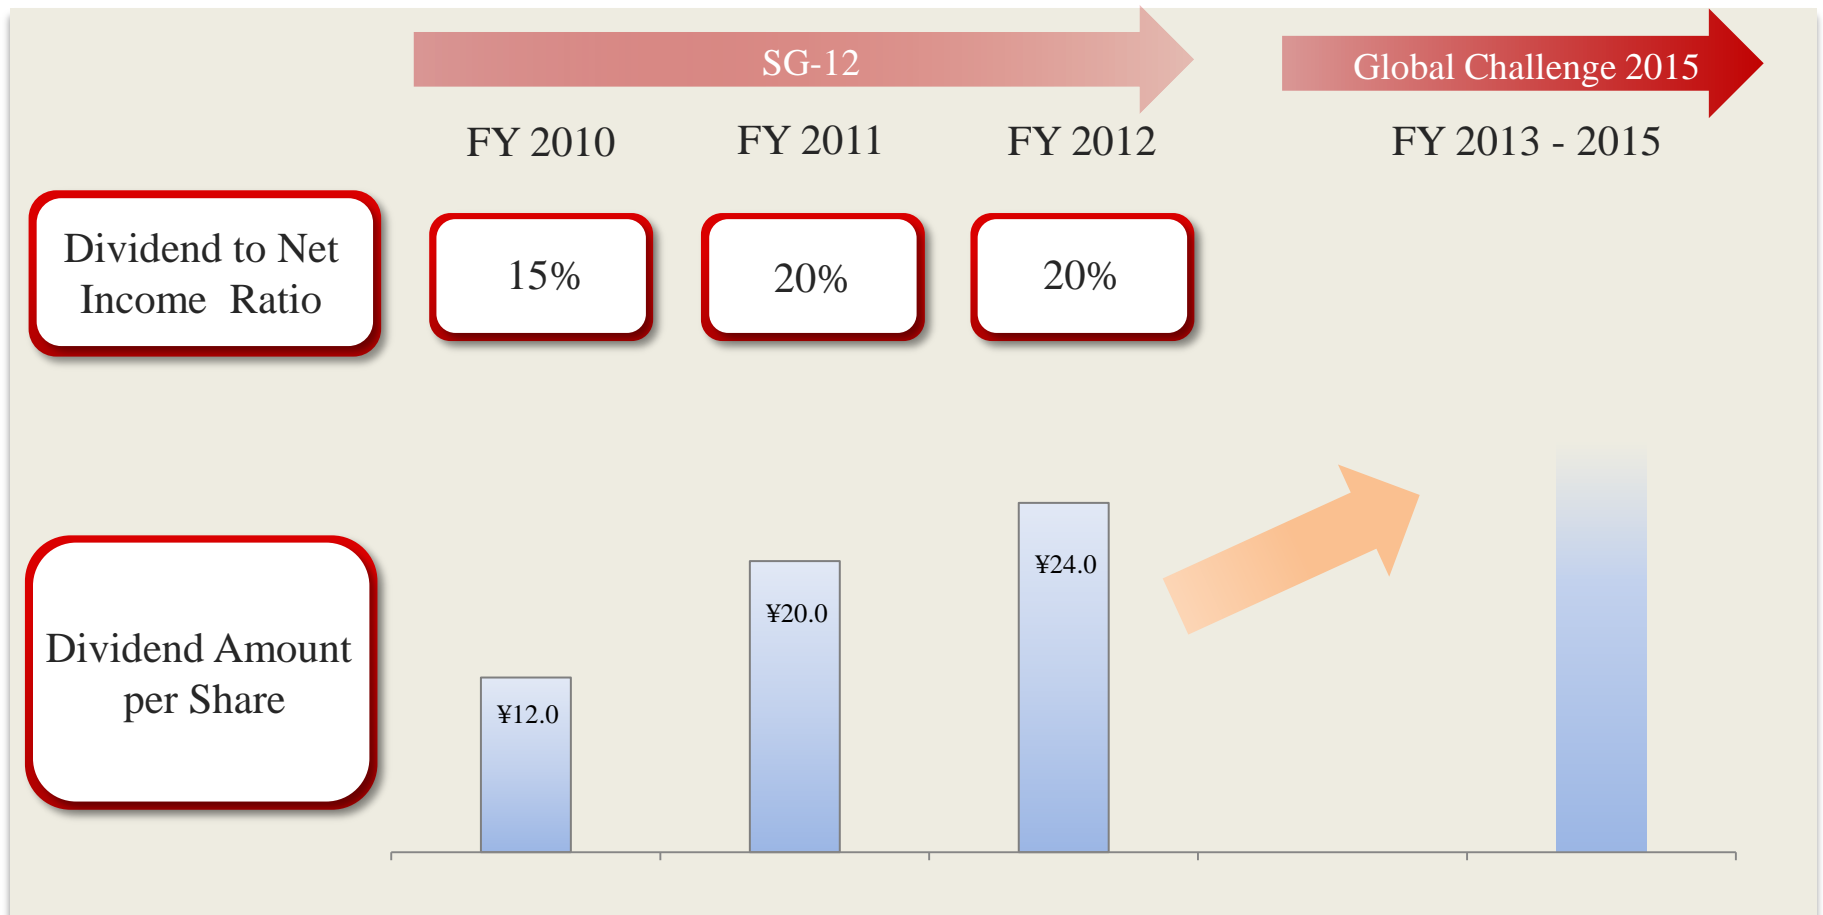 SG-12
Global Challenge 2015
FY 2010
FY 2011
FY 2012
FY 2013 - 2015
Dividend to Net
Income Ratio
15%
20%
20%
Dividend Amount
per Share
¥12.0
¥20.0
¥24.0